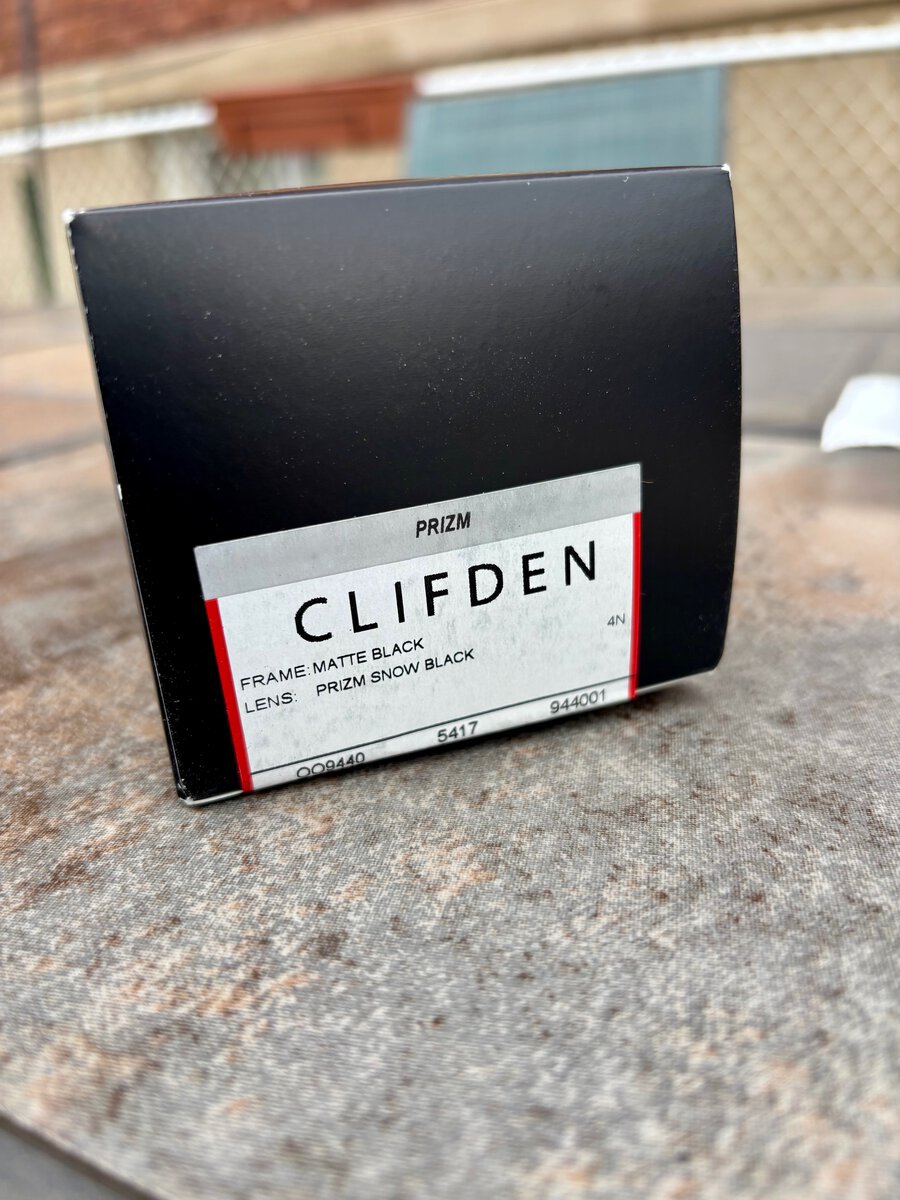 PRIZM
CLIFDEN
4N
FRAME: MATTE BLACK
LENS: PRIZM SNOW BLACK
OO9440 5417 944001